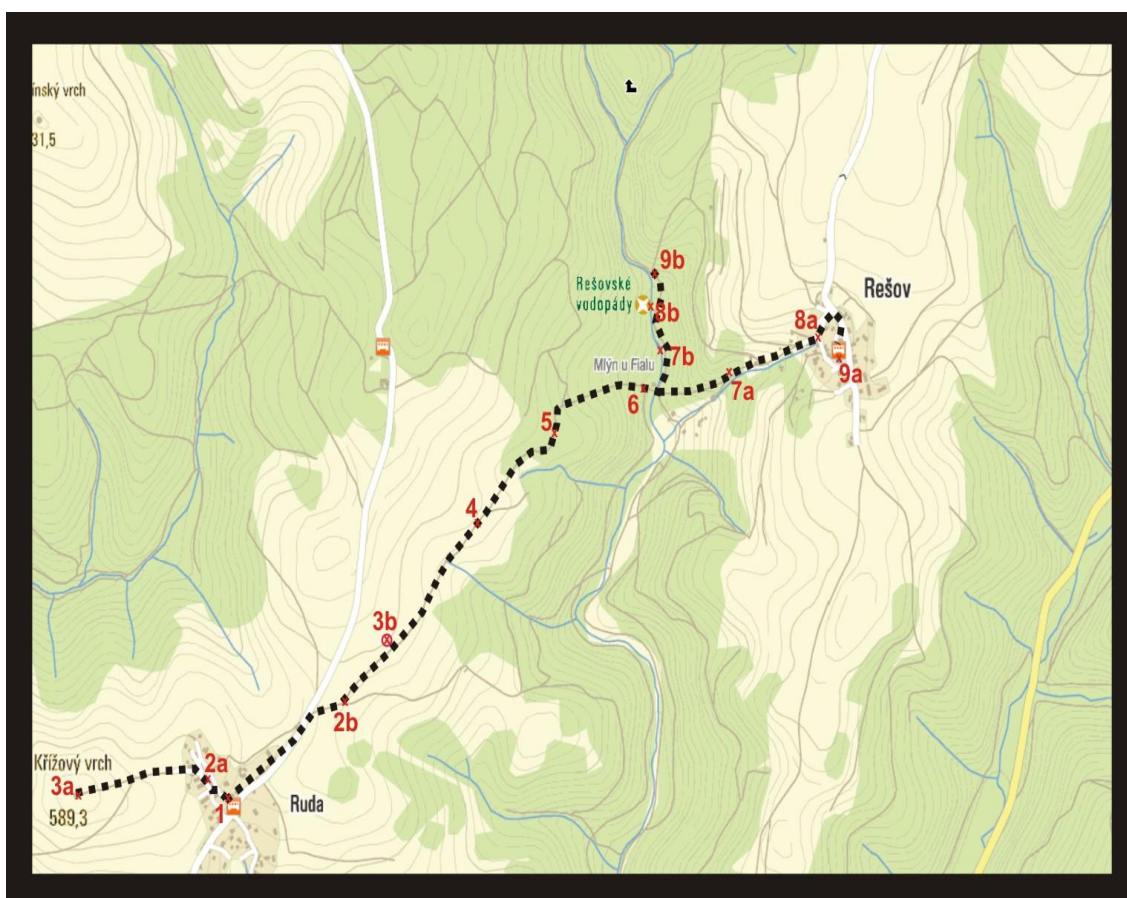 ínský vrch
31,5
9b
Rešovské
vodopády
8b
Rešov
8a
7b
Mlýn u Fialu
9a
7a
6
5
4
3b
2b
Křížový vrch
2a
3a
1
Ruda
589,3